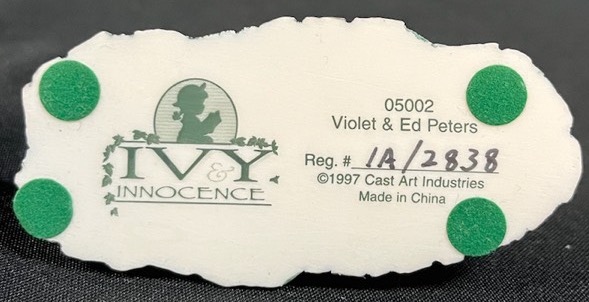 IVY
&
INNOCENCE
05002
Violet & Ed Peters
Reg. # 1A/2838
©1997 Cast Art Industries
Made in China